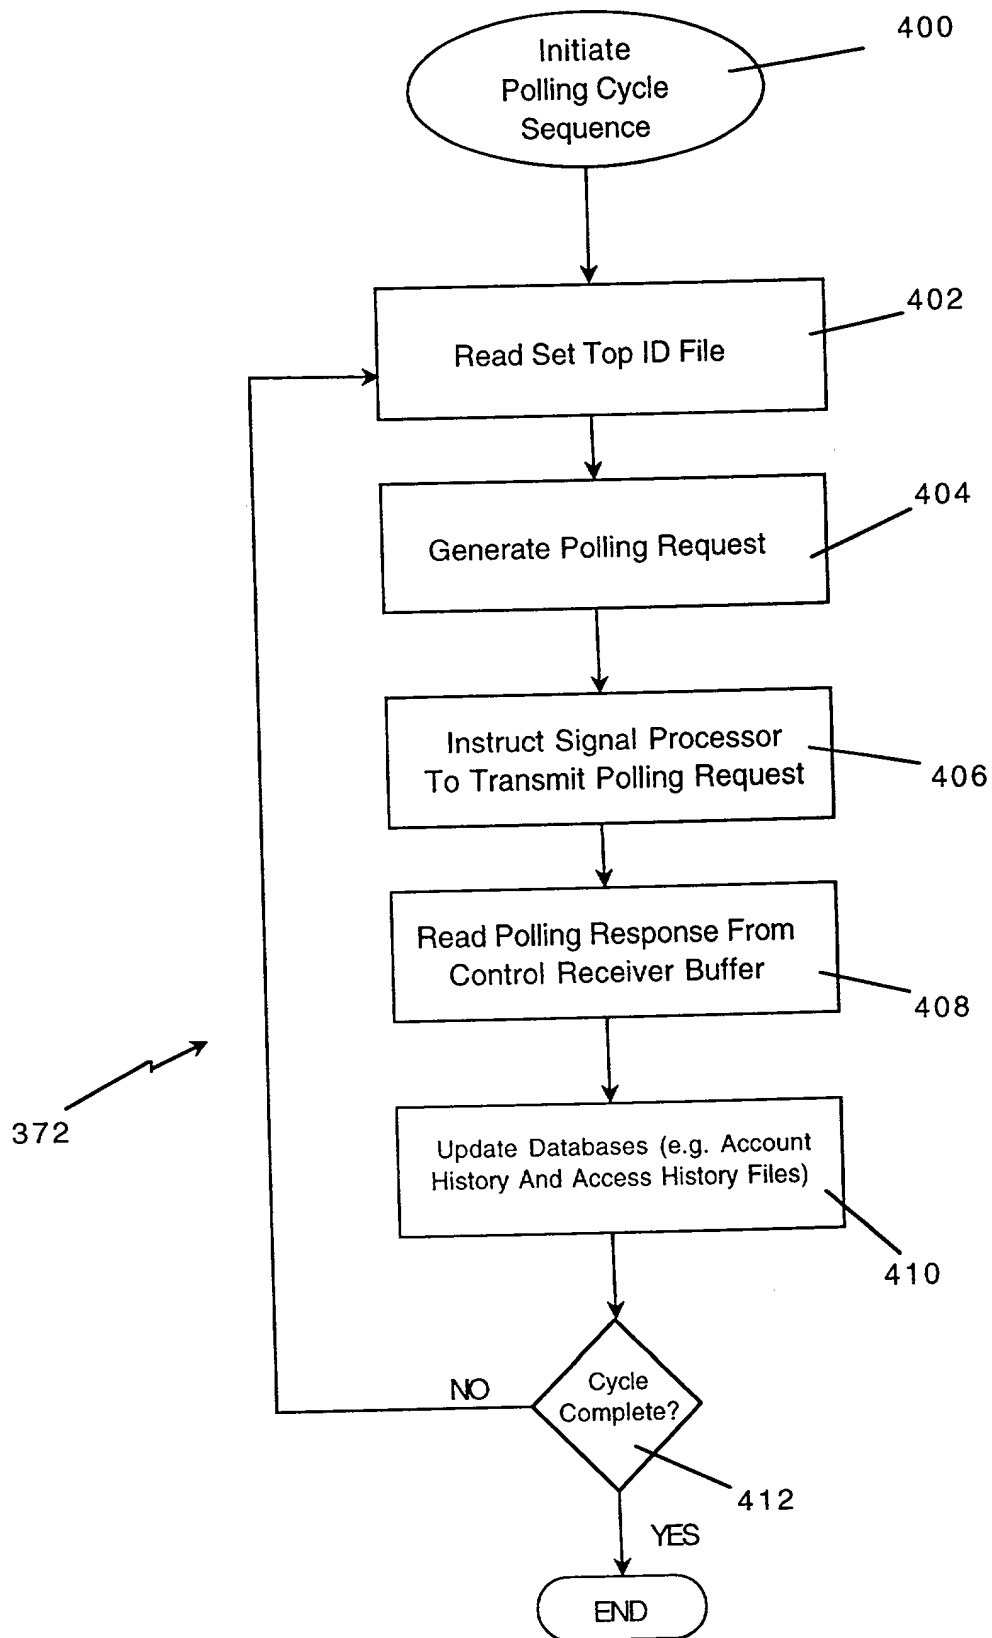 400
Initiate
Polling Cycle
Sequence
402
Read Set Top ID File
404
Generate Polling Request
Instruct Signal Processor
To Transmit Polling Request
406
Read Polling Response From
Control Receiver Buffer
408
372
Update Databases (e.g. Account
History And Access History Files)
410
NO
Cycle
Complete?
412
YES
END